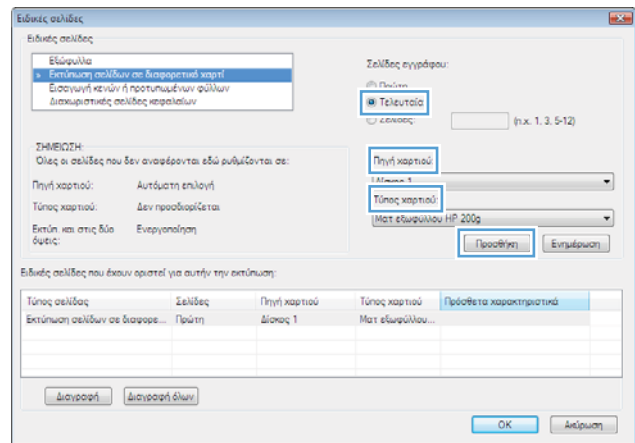 Ειδικές σελίδες
Ειδικές σελίδες
Εξώφυλλα
» Εκτύπωση σελίδων σε διαφορετικό χαρτί
Εισαγωγή κενών ή προτυπωμένων φύλλων
Διαχωριστικές σελίδες κεφαλαίων
Σελίδες εγγράφου:
Πρώτη
Τελευταία
Σελίδες:
(π.χ. 1, 3, 5-12)
ΣΗΜΕΙΩΣΗ:
Όλες οι σελίδες που δεν αναφέρονται εδώ ρυθμίζονται σε:
Πηγή χαρτιού: Αυτόματη επιλογή
Τύπος χαρτιού: Δεν προσδιορίζεται
Εκτύπ. και στις δύο όψεις: Ενεργοποίηση
Πηγή χαρτιού:
Δίσκος 1
Τύπος χαρτιού:
Ματ εξωφύλλου HP 200g
Προσθήκη Ενημέρωση
Ειδικές σελίδες που έχουν οριστεί για αυτήν την εκτύπωση:
Τύπος σελίδας Σελίδες Πηγή χαρτιού Τύπος χαρτιού Πρόσθετα χαρακτηριστικά
Εκτύπωση σελίδων σε διαφορε... Πρώτη Δίσκος 1 Ματ εξωφύλλου...
Διαγραφή Διαγραφή όλων
OK Ακύρωση